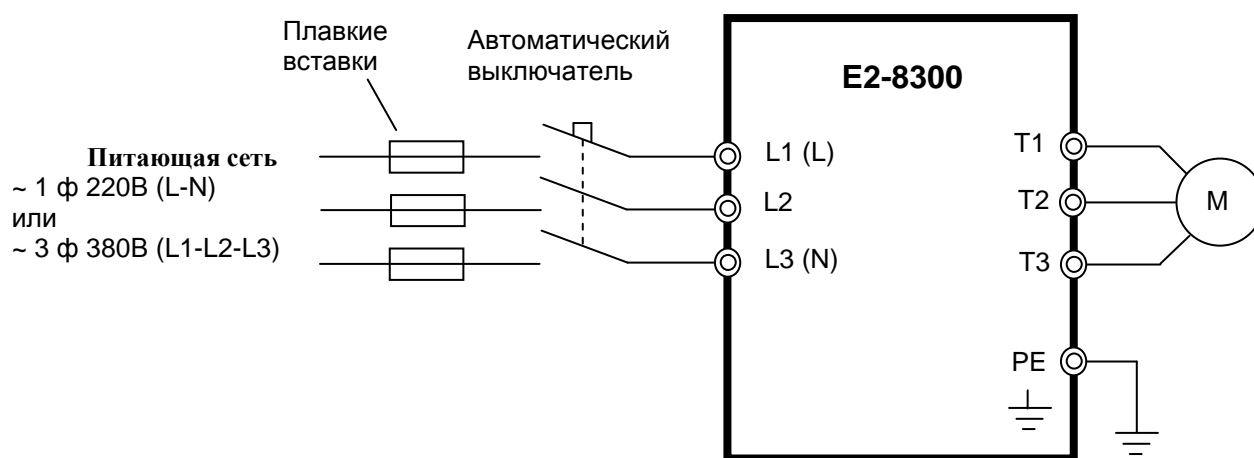 Плавкие
вставки
Автоматический
выключатель
E2-8300
Питающая сеть
~ 1 ф 220В (L-N)
или
~ 3 ф 380В (L1-L2-L3)
L1 (L)
L2
L3 (N)
T1
T2
T3
M
PE